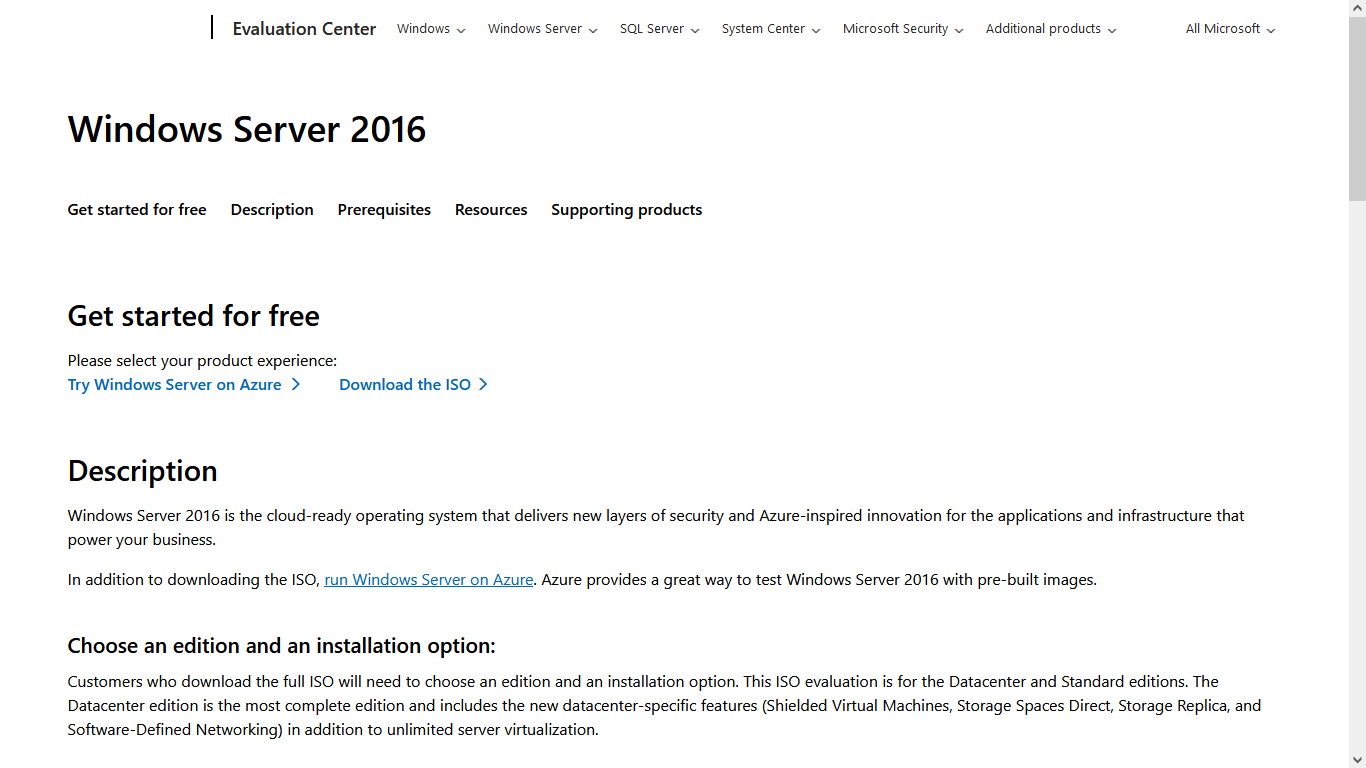 Evaluation Center Windows Windows Server SQL Server System Center Microsoft Security Additional products All Microsoft
Windows Server 2016
Get started for free Description Prerequisites Resources Supporting products
Get started for free
Please select your product experience:
Try Windows Server on Azure Download the ISO
Description
Windows Server 2016 is the cloud-ready operating system that delivers new layers of security and Azure-inspired innovation for the applications and infrastructure that
power your business.
In addition to downloading the ISO, run Windows Server on Azure. Azure provides a great way to test Windows Server 2016 with pre-built images.
Choose an edition and an installation option:
Customers who download the full ISO will need to choose an edition and an installation option. This ISO evaluation is for the Datacenter and Standard editions. The
Datacenter edition is the most complete edition and includes the new datacenter-specific features (Shielded Virtual Machines, Storage Spaces Direct, Storage Replica, and
Software-Defined Networking) in addition to unlimited server virtualization.